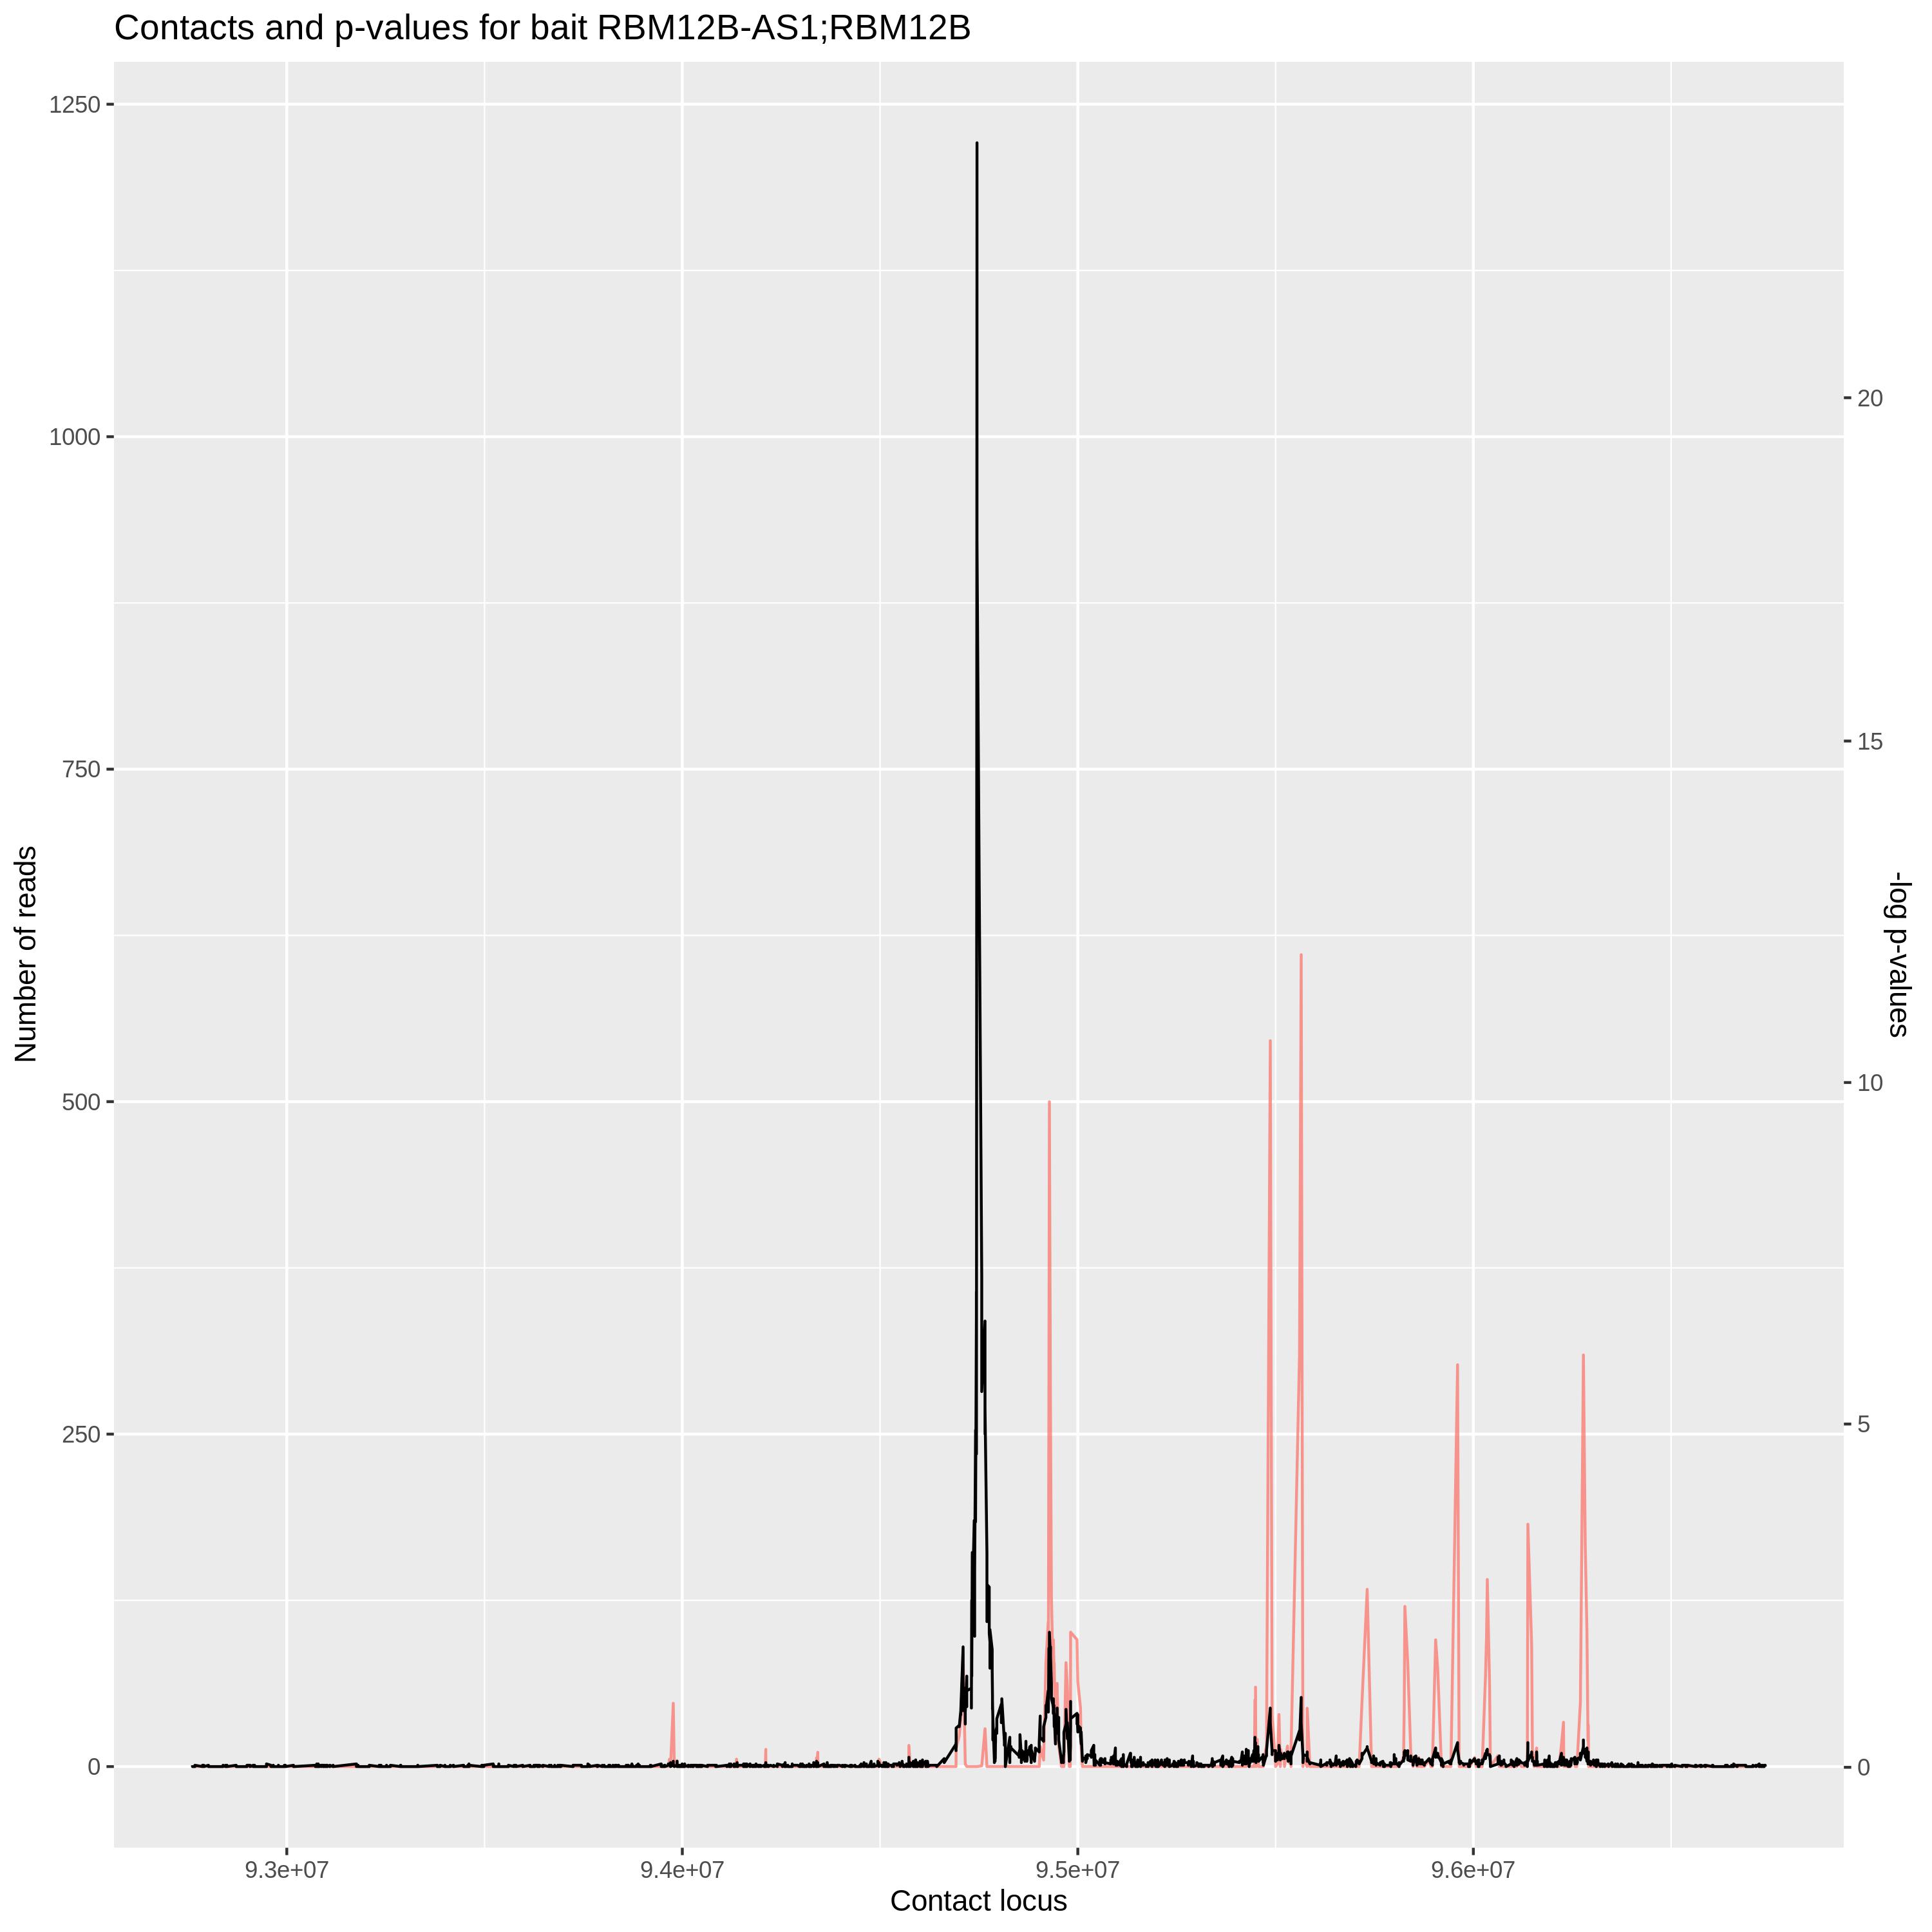 Contacts and p-values for bait RBM12B-AS1;RBM12B
1250
1000
750
500
250
0
Number of reads
20
15
10
5
0
-log p-values
9.3e+07
9.4e+07
9.5e+07
9.6e+07
Contact locus